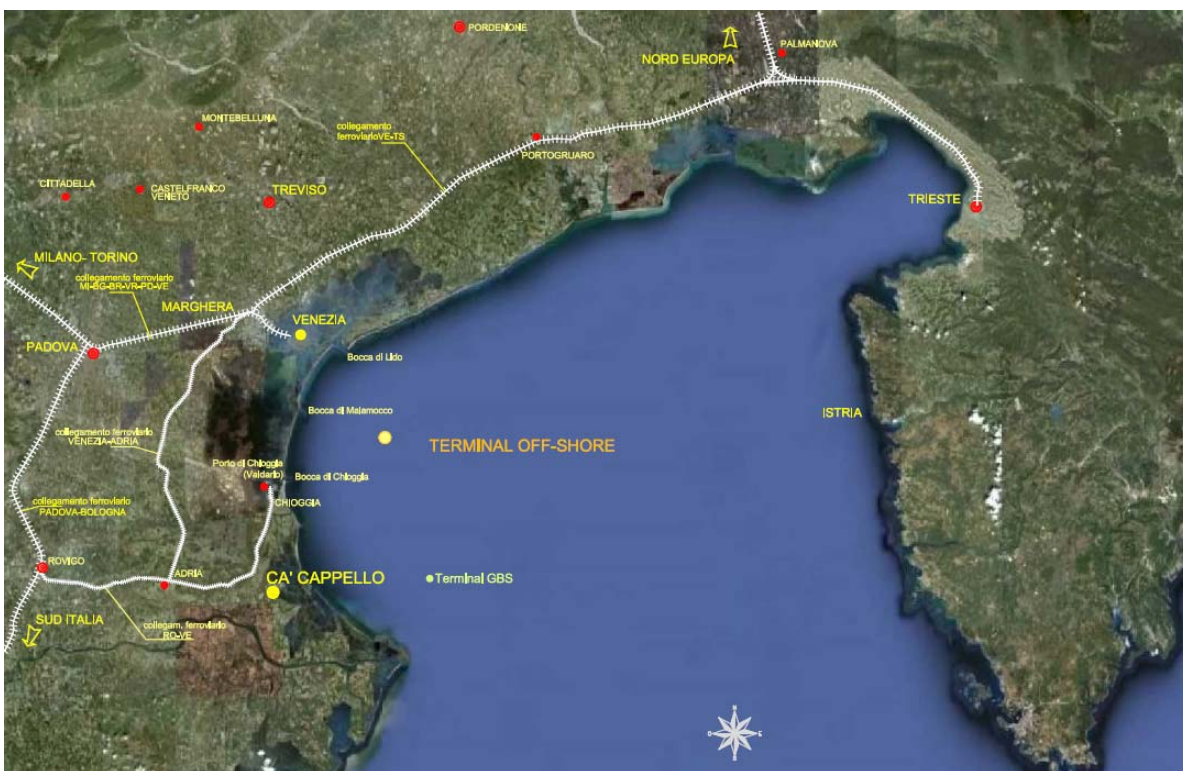 PORDENONE
NORD EUROPA
PALMANOVA
MONTEBELLUNA
collegamento
ferroviarioVE-TS
PORTOGRUARO
CITTADELLA
CASTELFRANCO
VENETO
TREVISO
TRIESTE
MILANO- TORINO
collegamento ferroviario
MI-BG-BR-VR-PD-VE
MARGHERA
VENEZIA
PADOVA
Bocca di Lido
Bocca di Malamocco
ISTRIA
collegamento ferroviario
VENEZIA-ADRIA
TERMINAL OFF-SHORE
Porto di Chioggia
(Valdario)
Bocca di Chioggia
CHIOGGIA
collegamento ferroviario
PADOVA-BOLOGNA
ROVIGO
ADRIA
CA' CAPPELLO
Terminal GBS
SUD ITALIA
collegam. ferroviario
RO-VE